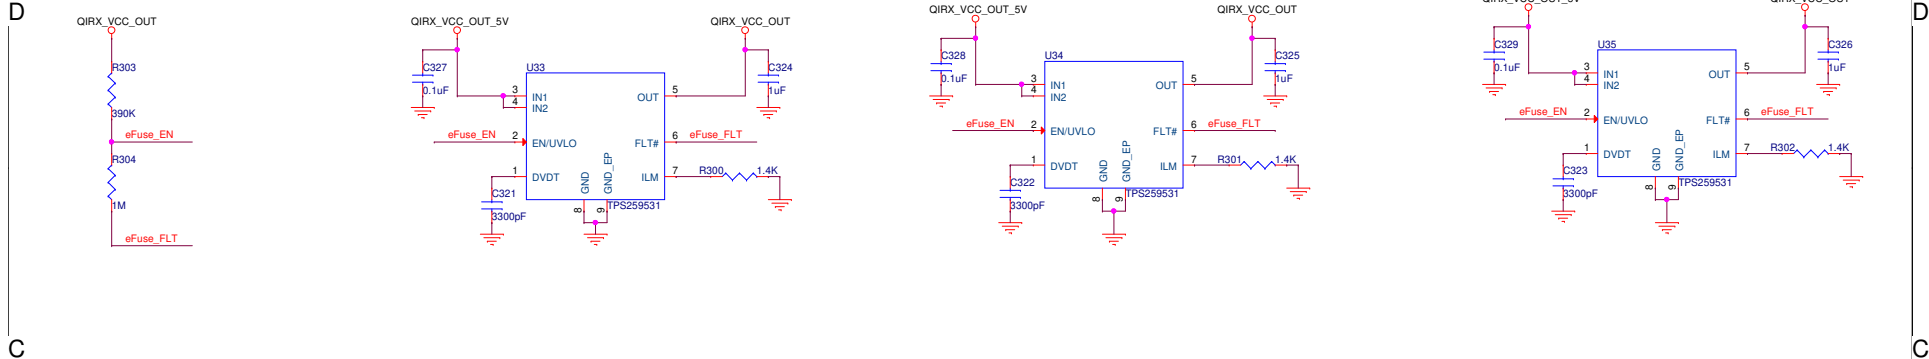 D
QIRX_VCC_OUT
R303
390K
eFuse_EN
R304
1M
eFuse_FLT
QIRX_VCC_OUT_5V
QIRX_VCC_OUT
C327
0.1uF
U33
C324
1uF
3
IN1
4
IN2
OUT
5
eFuse_EN
2
EN/UVLO
FLT#
6
eFuse_FLT
1
DVDT
GND
GND_EP
ILM
7
R300
1.4K
C321
3300pF
8
9
TPS259531
QIRX_VCC_OUT_5V
QIRX_VCC_OUT
C328
0.1uF
U34
C325
1uF
3
IN1
4
IN2
OUT
5
eFuse_EN
2
EN/UVLO
FLT#
6
eFuse_FLT
1
DVDT
GND
GND_EP
ILM
7
R301
1.4K
C322
3300pF
8
9
TPS259531
C329
0.1uF
U35
C326
1uF
3
IN1
4
IN2
OUT
5
eFuse_EN
2
EN/UVLO
FLT#
6
eFuse_FLT
1
DVDT
GND
GND_EP
ILM
7
R302
1.4K
C323
3300pF
8
9
TPS259531
D
C
C